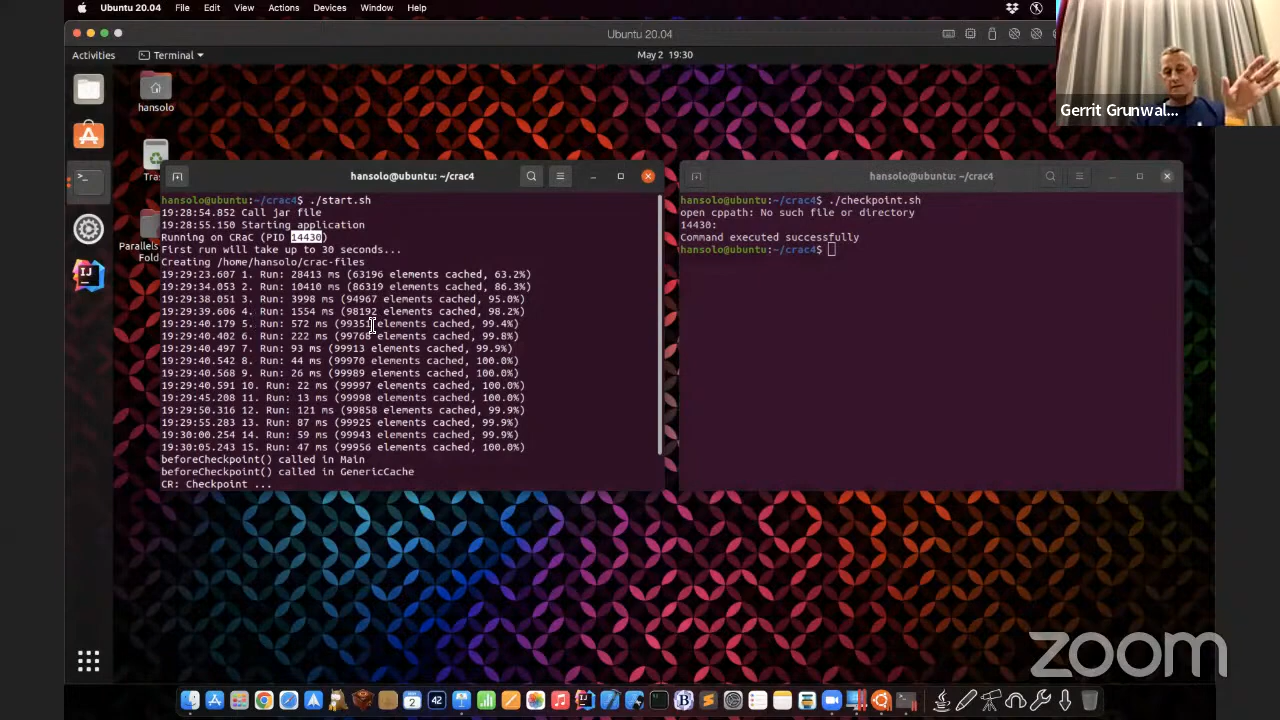 Ubuntu 20.04 File Edit View Actions Devices Window Help
Ubuntu 20.04
Activities Terminal May 2 19:30
hansolo
Parallels
Gerrit Grunwal...
hansolo@ubuntu: ~/crac4
hansolo@ubuntu:~/crac4$ ./start.sh
19:28:54.852 Call jar file
19:28:55.150 Starting application
Running on CRaC (PID 14430)
First run will take up to 30 seconds...
Creating /home/hansolo/crac-files
19:29:23.607 1. Run: 28413 ms (63196 elements cached, 63.2%)
19:29:34.053 2. Run: 10410 ms (86319 elements cached, 86.3%)
19:29:38.051 3. Run: 3998 ms (94967 elements cached, 95.0%)
19:29:39.606 4. Run: 1554 ms (98192 elements cached, 98.2%)
19:29:40.179 5. Run: 572 ms (99351 elements cached, 99.4%)
19:29:40.402 6. Run: 222 ms (99768 elements cached, 99.8%)
19:29:40.497 7. Run: 93 ms (99913 elements cached, 99.9%)
19:29:40.542 8. Run: 44 ms (99970 elements cached, 100.0%)
19:29:40.568 9. Run: 26 ms (99989 elements cached, 100.0%)
19:29:40.591 10. Run: 22 ms (99997 elements cached, 100.0%)
19:29:45.208 11. Run: 13 ms (99998 elements cached, 100.0%)
19:29:50.316 12. Run: 121 ms (99858 elements cached, 99.9%)
19:29:55.283 13. Run: 87 ms (99925 elements cached, 99.9%)
19:30:00.254 14. Run: 59 ms (99943 elements cached, 99.9%)
19:30:05.243 15. Run: 47 ms (99956 elements cached, 100.0%)
beforeCheckpoint() called in Main
beforeCheckpoint() called in GenericCache
CR: Checkpoint ...
hansolo@ubuntu: ~/crac4
hansolo@ubuntu:~/crac4$ ./checkpoint.sh
open cppath: No such file or directory
14430:
Command executed successfully
hansolo@ubuntu:~/crac4$
zoom